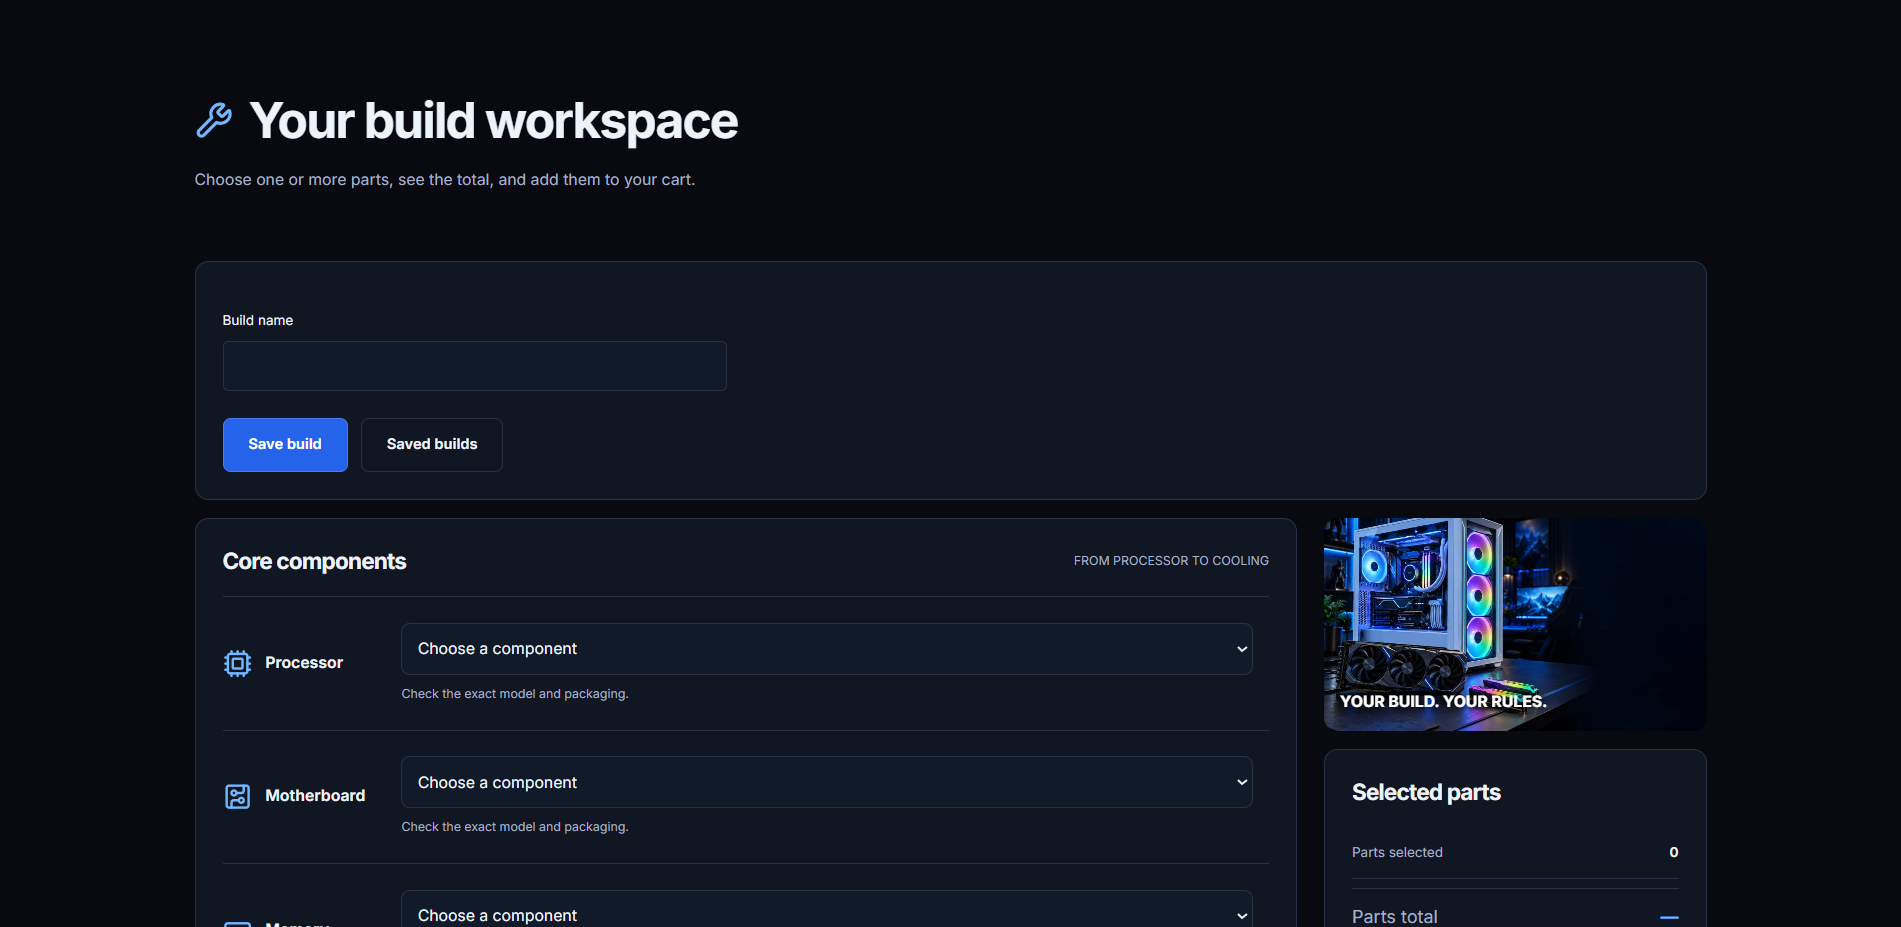 Your build workspace
Choose one or more parts, see the total, and add them to your cart.
Build name
Save build
Saved builds
Core components
FROM PROCESSOR TO COOLING
Processor
Choose a component
Check the exact model and packaging.
Motherboard
Choose a component
Check the exact model and packaging.
Memory
Choose a component
YOUR BUILD. YOUR RULES.
Selected parts
Parts selected
0
Parts total
—